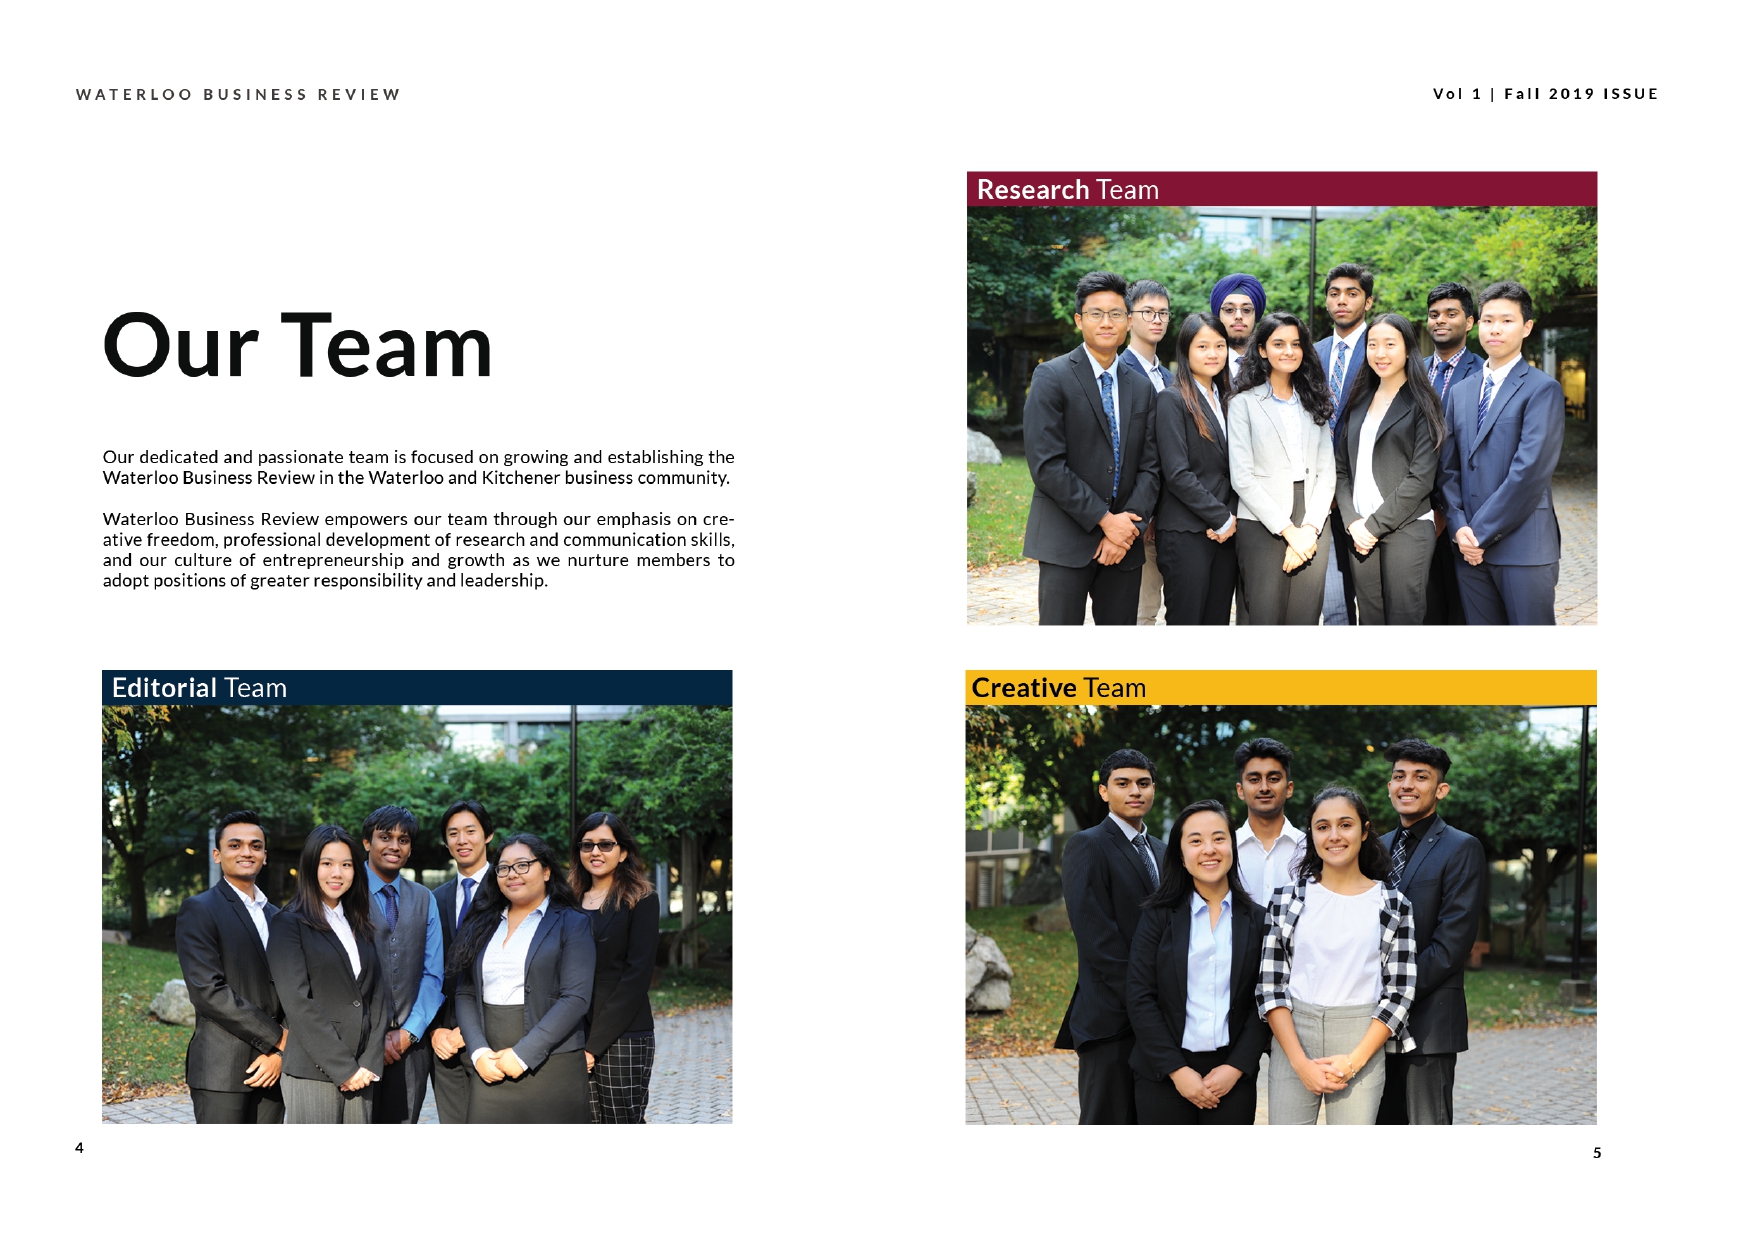 WATERLOO BUSINESS REVIEW
Vol 1 | Fall 2019 ISSUE
Our Team
Our dedicated and passionate team is focused on growing and establishing the
Waterloo Business Review in the Waterloo and Kitchener business community.
Waterloo Business Review empowers our team through our emphasis on cre-
ative freedom, professional development of research and communication skills,
and our culture of entrepreneurship and growth as we nurture members to
adopt positions of greater responsibility and leadership.
Editorial Team
4
Research Team
Creative Team
5